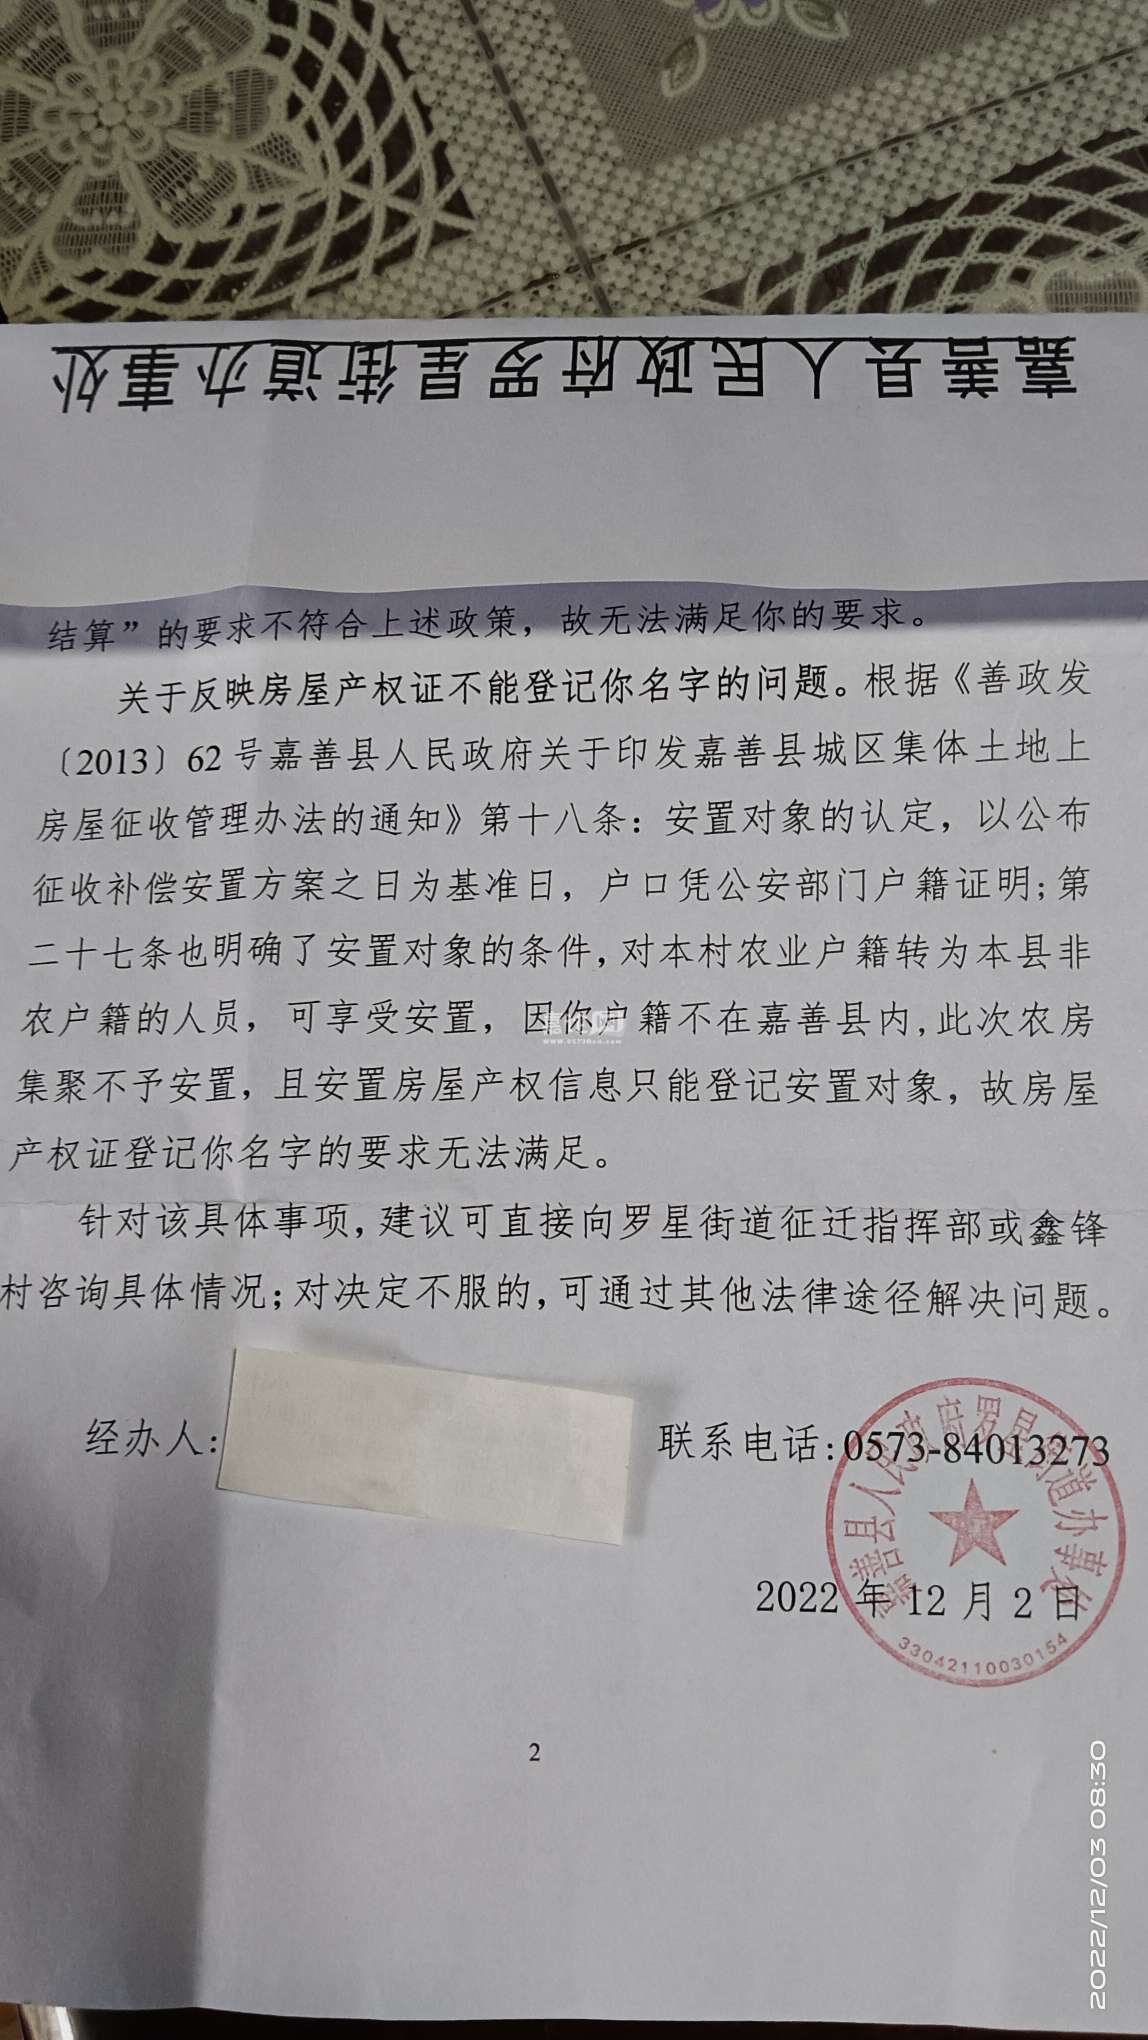 嘉善县人民政府罗星街道办事处
结算”的要求不符合上述政策，故无法满足你的要求。
关于反映房屋产权证不能登记你名字的问题。根据《善政发
〔2013〕62号嘉善县人民政府关于印发嘉善县城区集体土地上
房屋征收管理办法的通知》第十八条：安置对象的认定，以公布
征收补偿安置方案之日为基准日，户口凭公安部门户籍证明；第
二十七条也明确了安置对象的条件，对本村农业户籍转为本县非
农户籍的人员，可享受安置，因你户籍不在嘉善县内，此次农房
集聚不予安置，且安置房屋产权信息只能登记安置对象，故房屋
产权证登记你名字的要求无法满足。
针对该具体事项，建议可直接向罗星街道征迁指挥部或鑫锋
村咨询具体情况；对决定不服的，可通过其他法律途径解决问题。
经办人： 联系电话：0573-84013273
嘉善县人民政府罗星街道办事处
2022年12月2日
33042110030154
2
2022/12/03 08:30